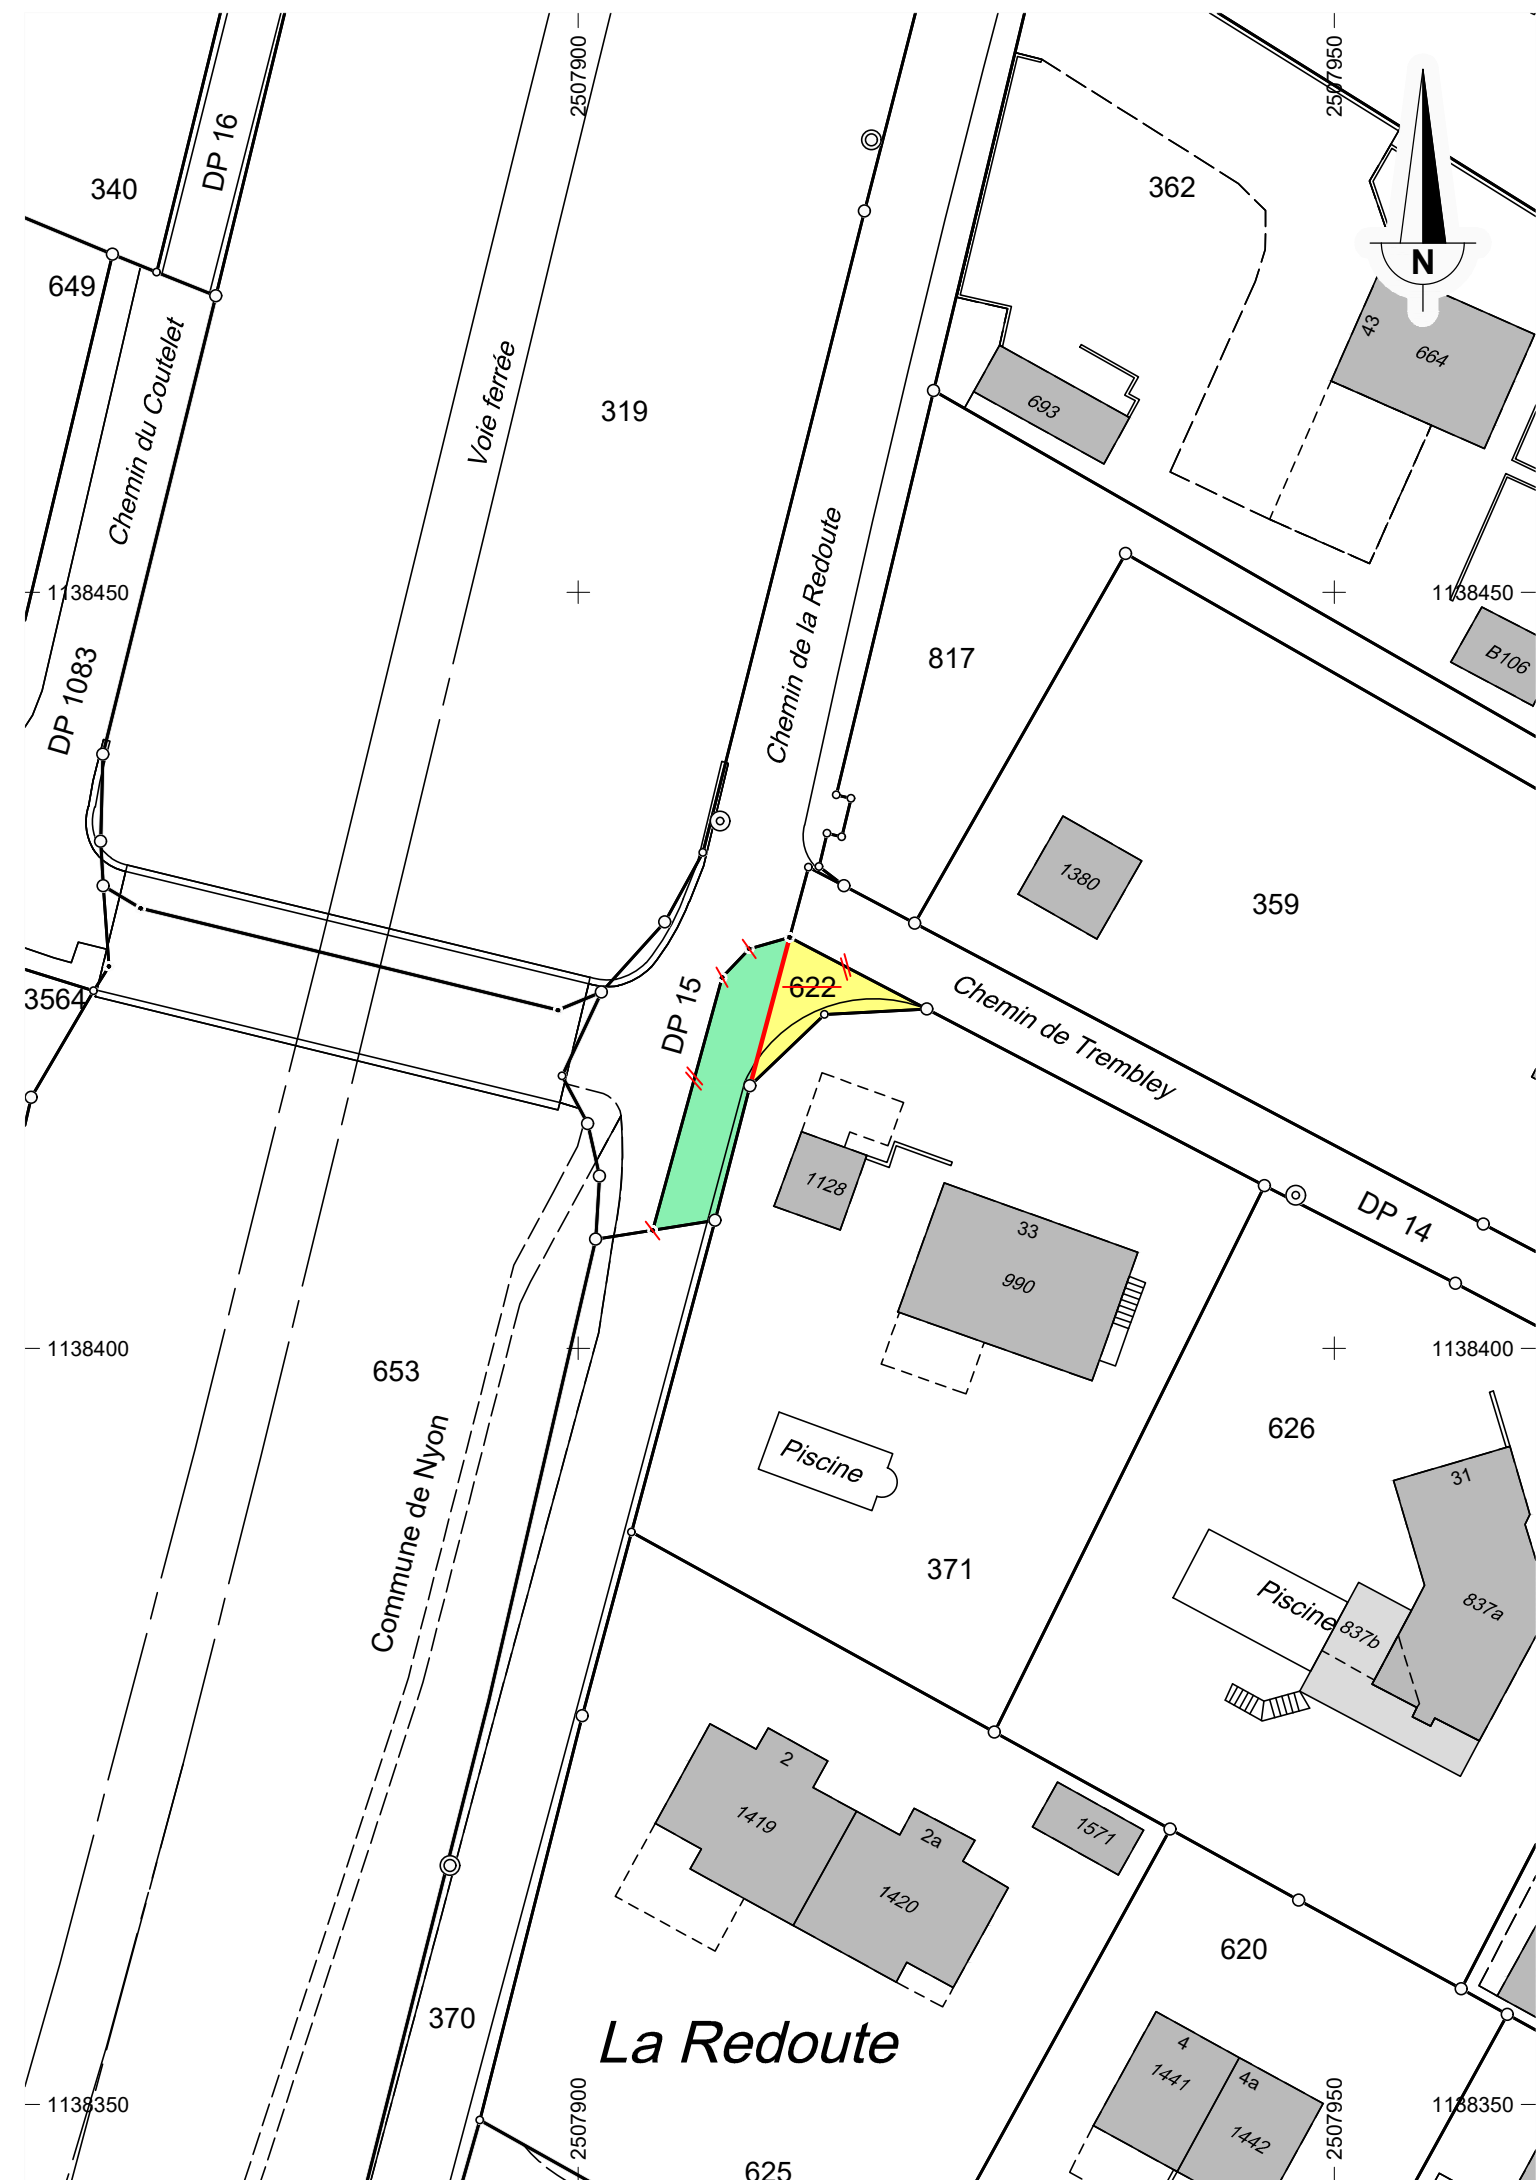 2507900
2507950
DP 16
340
362
649
N
43
664
Chemin du Coutelet
Voie ferrée
319
693
1138450
1138450
Chemin de la Redoute
817
B106
DP 1083
1380
359
3564
DP 15
622
Chemin de Trembley
1128
33
990
DP 14
1138400
1138400
653
626
Piscine
31
Commune de Nyon
371
Piscine
837b
837a
2
1419
2a
1420
1571
620
370
La Redoute
4
1441
4a
1442
1138350
1138350
2507900
2507950
625